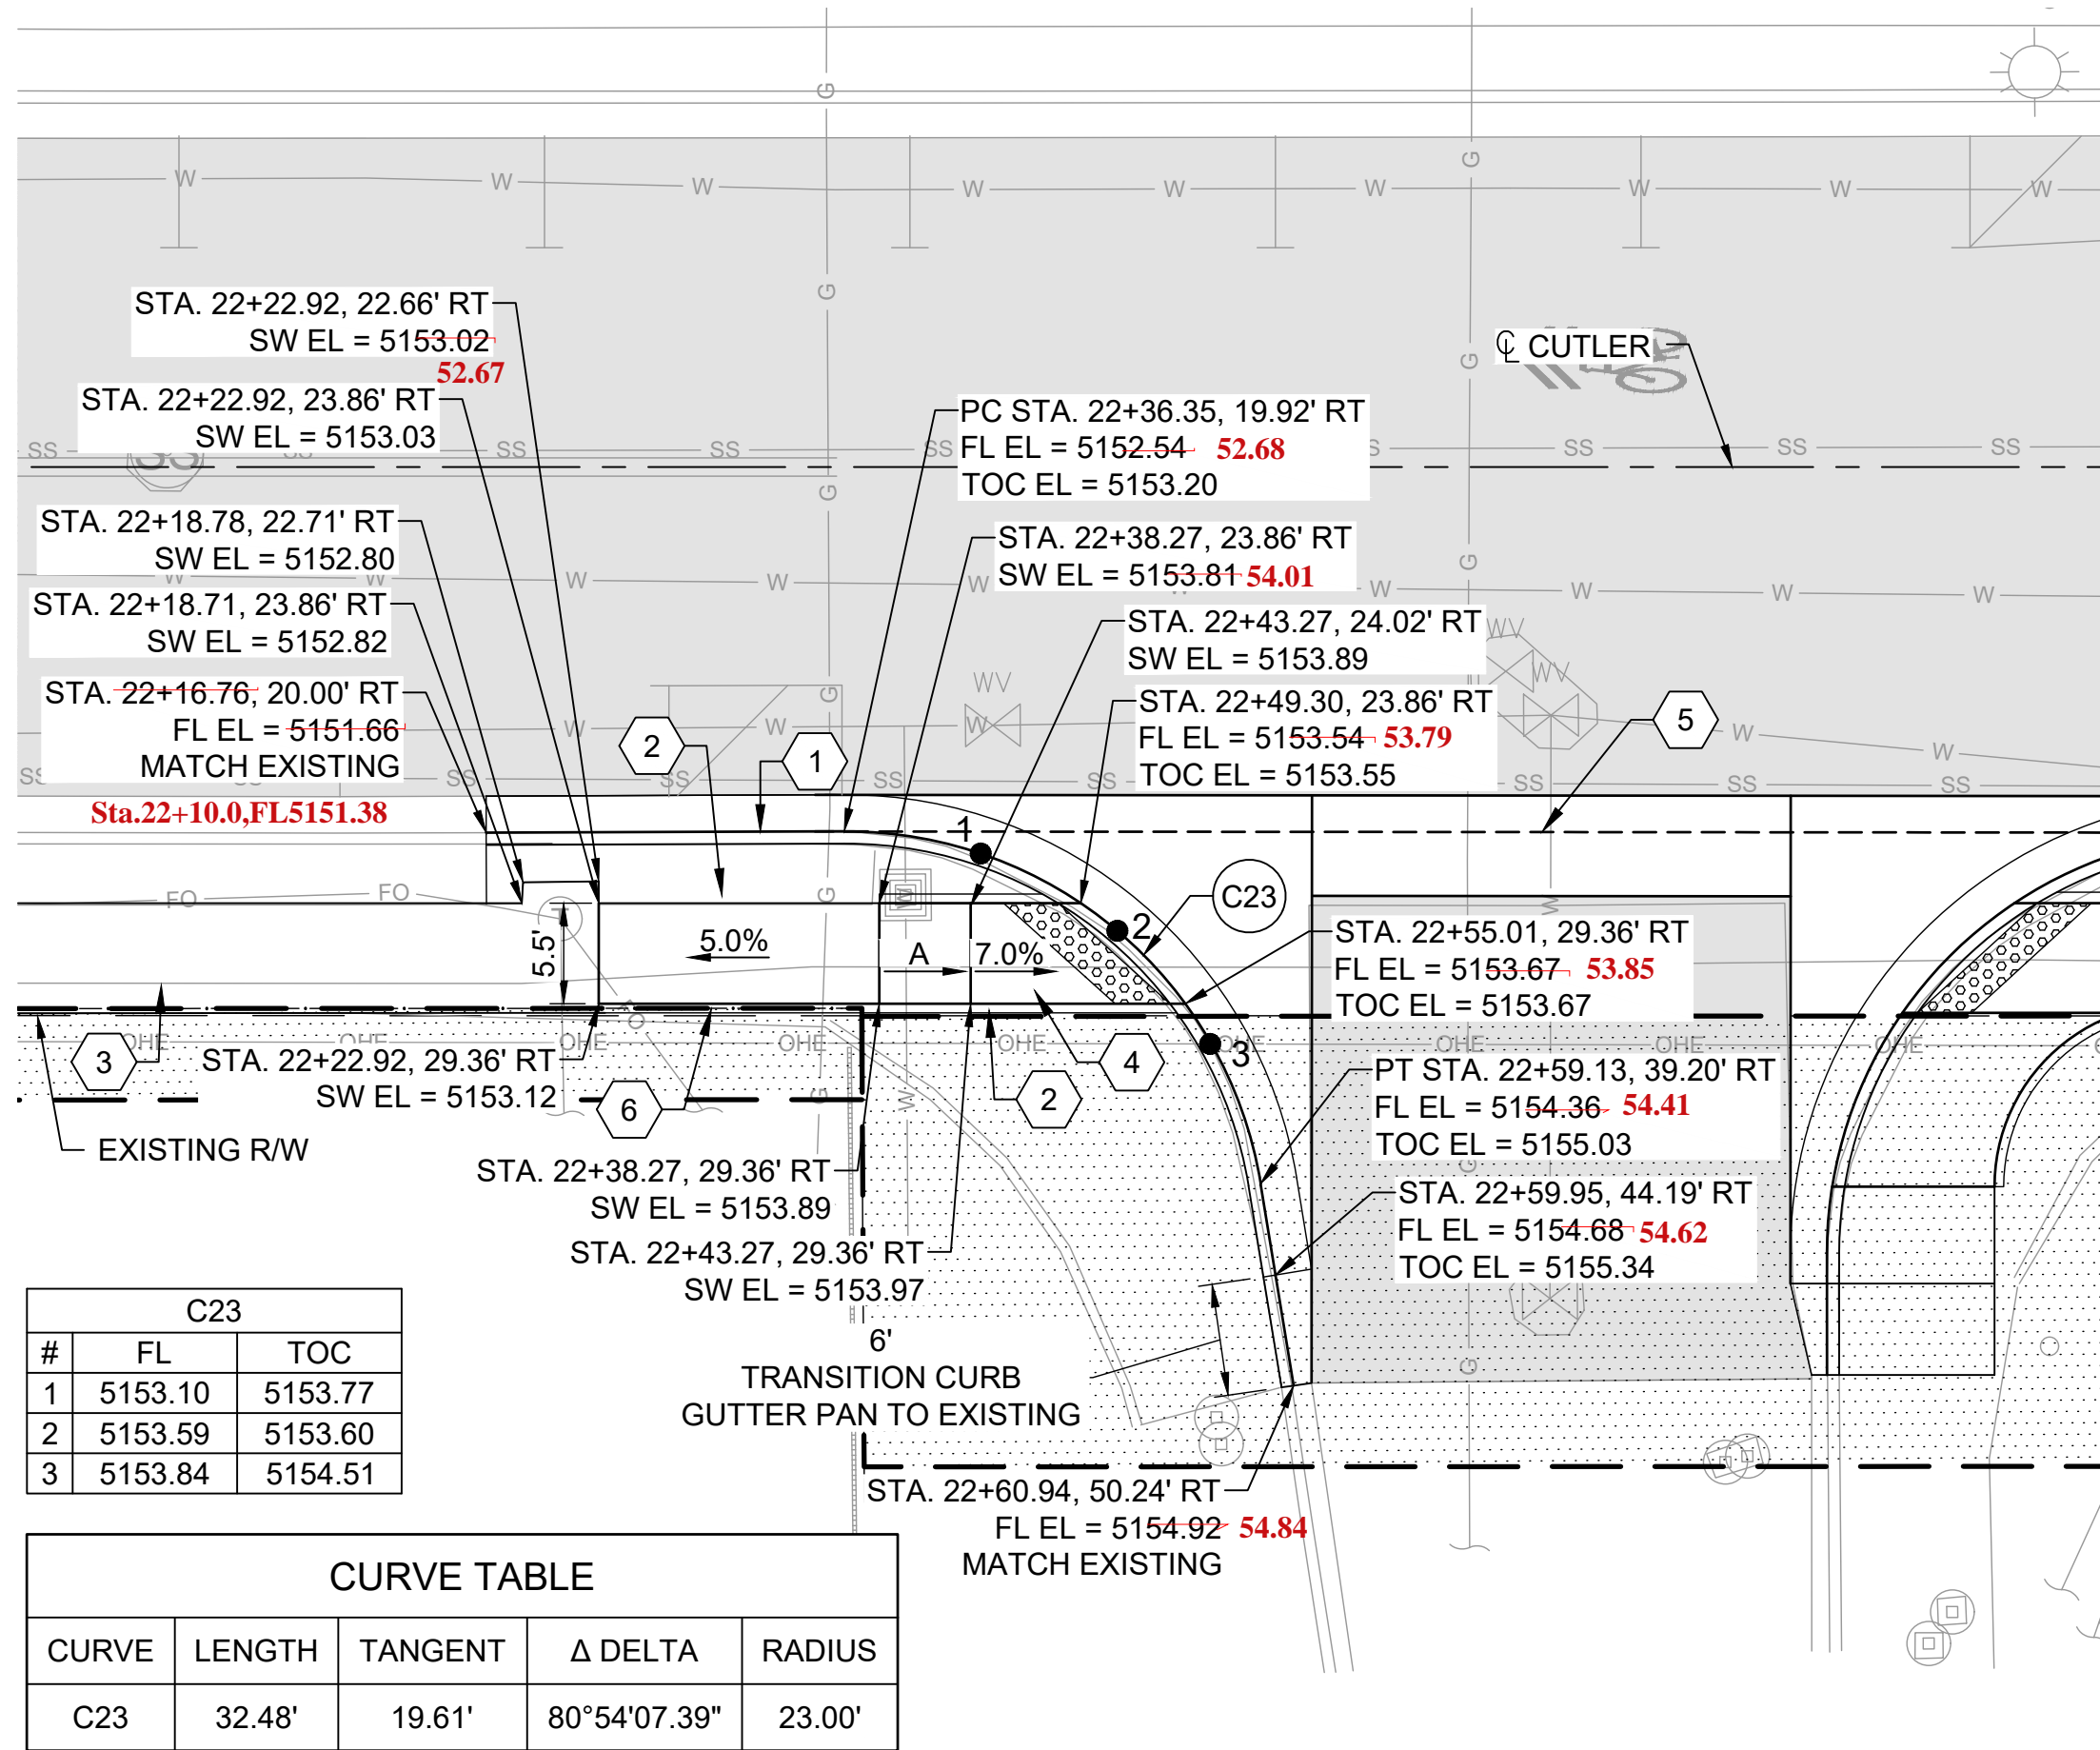 STA. 22+22.92, 22.66' RT
SW EL = 5153.02
52.67
STA. 22+22.92, 23.86' RT
SW EL = 5153.03
STA. 22+18.78, 22.71' RT
SW EL = 5152.80
STA. 22+18.71, 23.86' RT
SW EL = 5152.82
STA. 22+16.76, 20.00' RT
FL EL = 5151.66
MATCH EXISTING
Sta.22+10.0,FL5151.38
PC STA. 22+36.35, 19.92' RT
FL EL = 5152.54 52.68
TOC EL = 5153.20
STA. 22+38.27, 23.86' RT
SW EL = 5153.81 54.01
STA. 22+43.27, 24.02' RT
SW EL = 5153.89
STA. 22+49.30, 23.86' RT
FL EL = 5153.54 53.79
TOC EL = 5153.55
℄ CUTLER
2
1
5
1
C23
2
3
5.5'
5.0%
A
7.0%
STA. 22+55.01, 29.36' RT
FL EL = 5153.67 53.85
TOC EL = 5153.67
PT STA. 22+59.13, 39.20' RT
FL EL = 5154.36 54.41
TOC EL = 5155.03
STA. 22+59.95, 44.19' RT
FL EL = 5154.68 54.62
TOC EL = 5155.34
3
STA. 22+22.92, 29.36' RT
SW EL = 5153.12
6
4
2
EXISTING R/W
STA. 22+38.27, 29.36' RT
SW EL = 5153.89
STA. 22+43.27, 29.36' RT
SW EL = 5153.97
6'
TRANSITION CURB
GUTTER PAN TO EXISTING
STA. 22+60.94, 50.24' RT
FL EL = 5154.92 54.84
MATCH EXISTING
C23
# FL TOC
1 5153.10 5153.77
2 5153.59 5153.60
3 5153.84 5154.51
CURVE TABLE
CURVE LENGTH TANGENT Δ DELTA RADIUS
C23 32.48' 19.61' 80°54'07.39" 23.00'